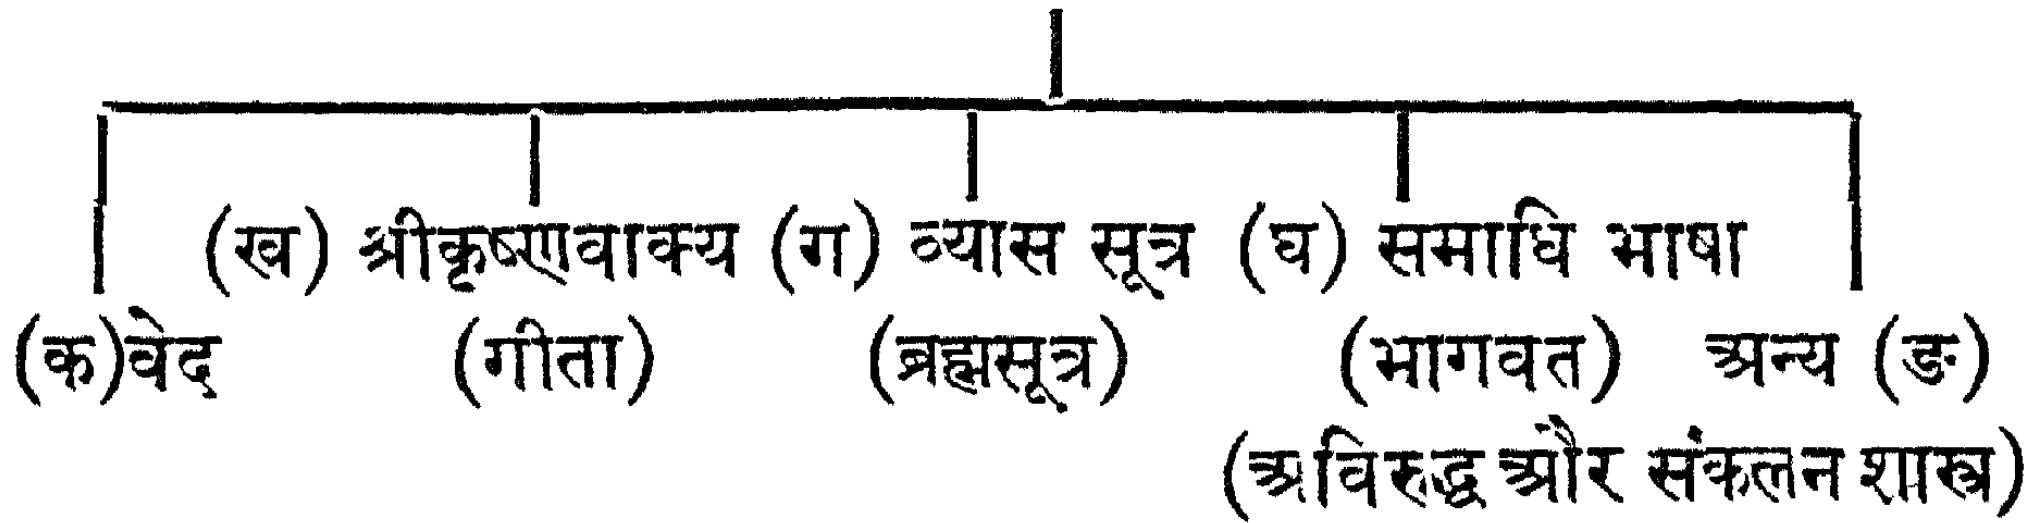 (ख) श्रीकृष्णवाक्य (ग) व्यास सूत्र (घ) समाधि भाषा
(क)वेद (गीता) (ब्रह्मसूत्र) (भागवत) अन्य (ङ)
(अविरुद्ध और संकलन शास्त्र)